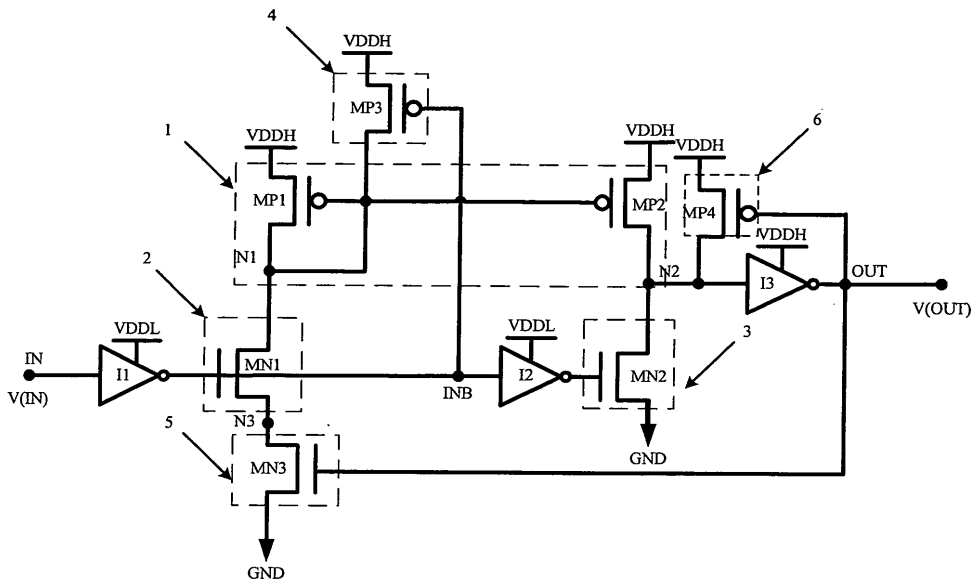 4
VDDH
MP3
1
VDDH
VDDH
VDDH
6
MP1
MP2
MP4
VDDH
N1
N2
I3
OUT
V(OUT)
2
VDDL
VDDL
3
IN
I1
MN1
I2
MN2
V(IN)
INB
N3
5
GND
MN3
GND